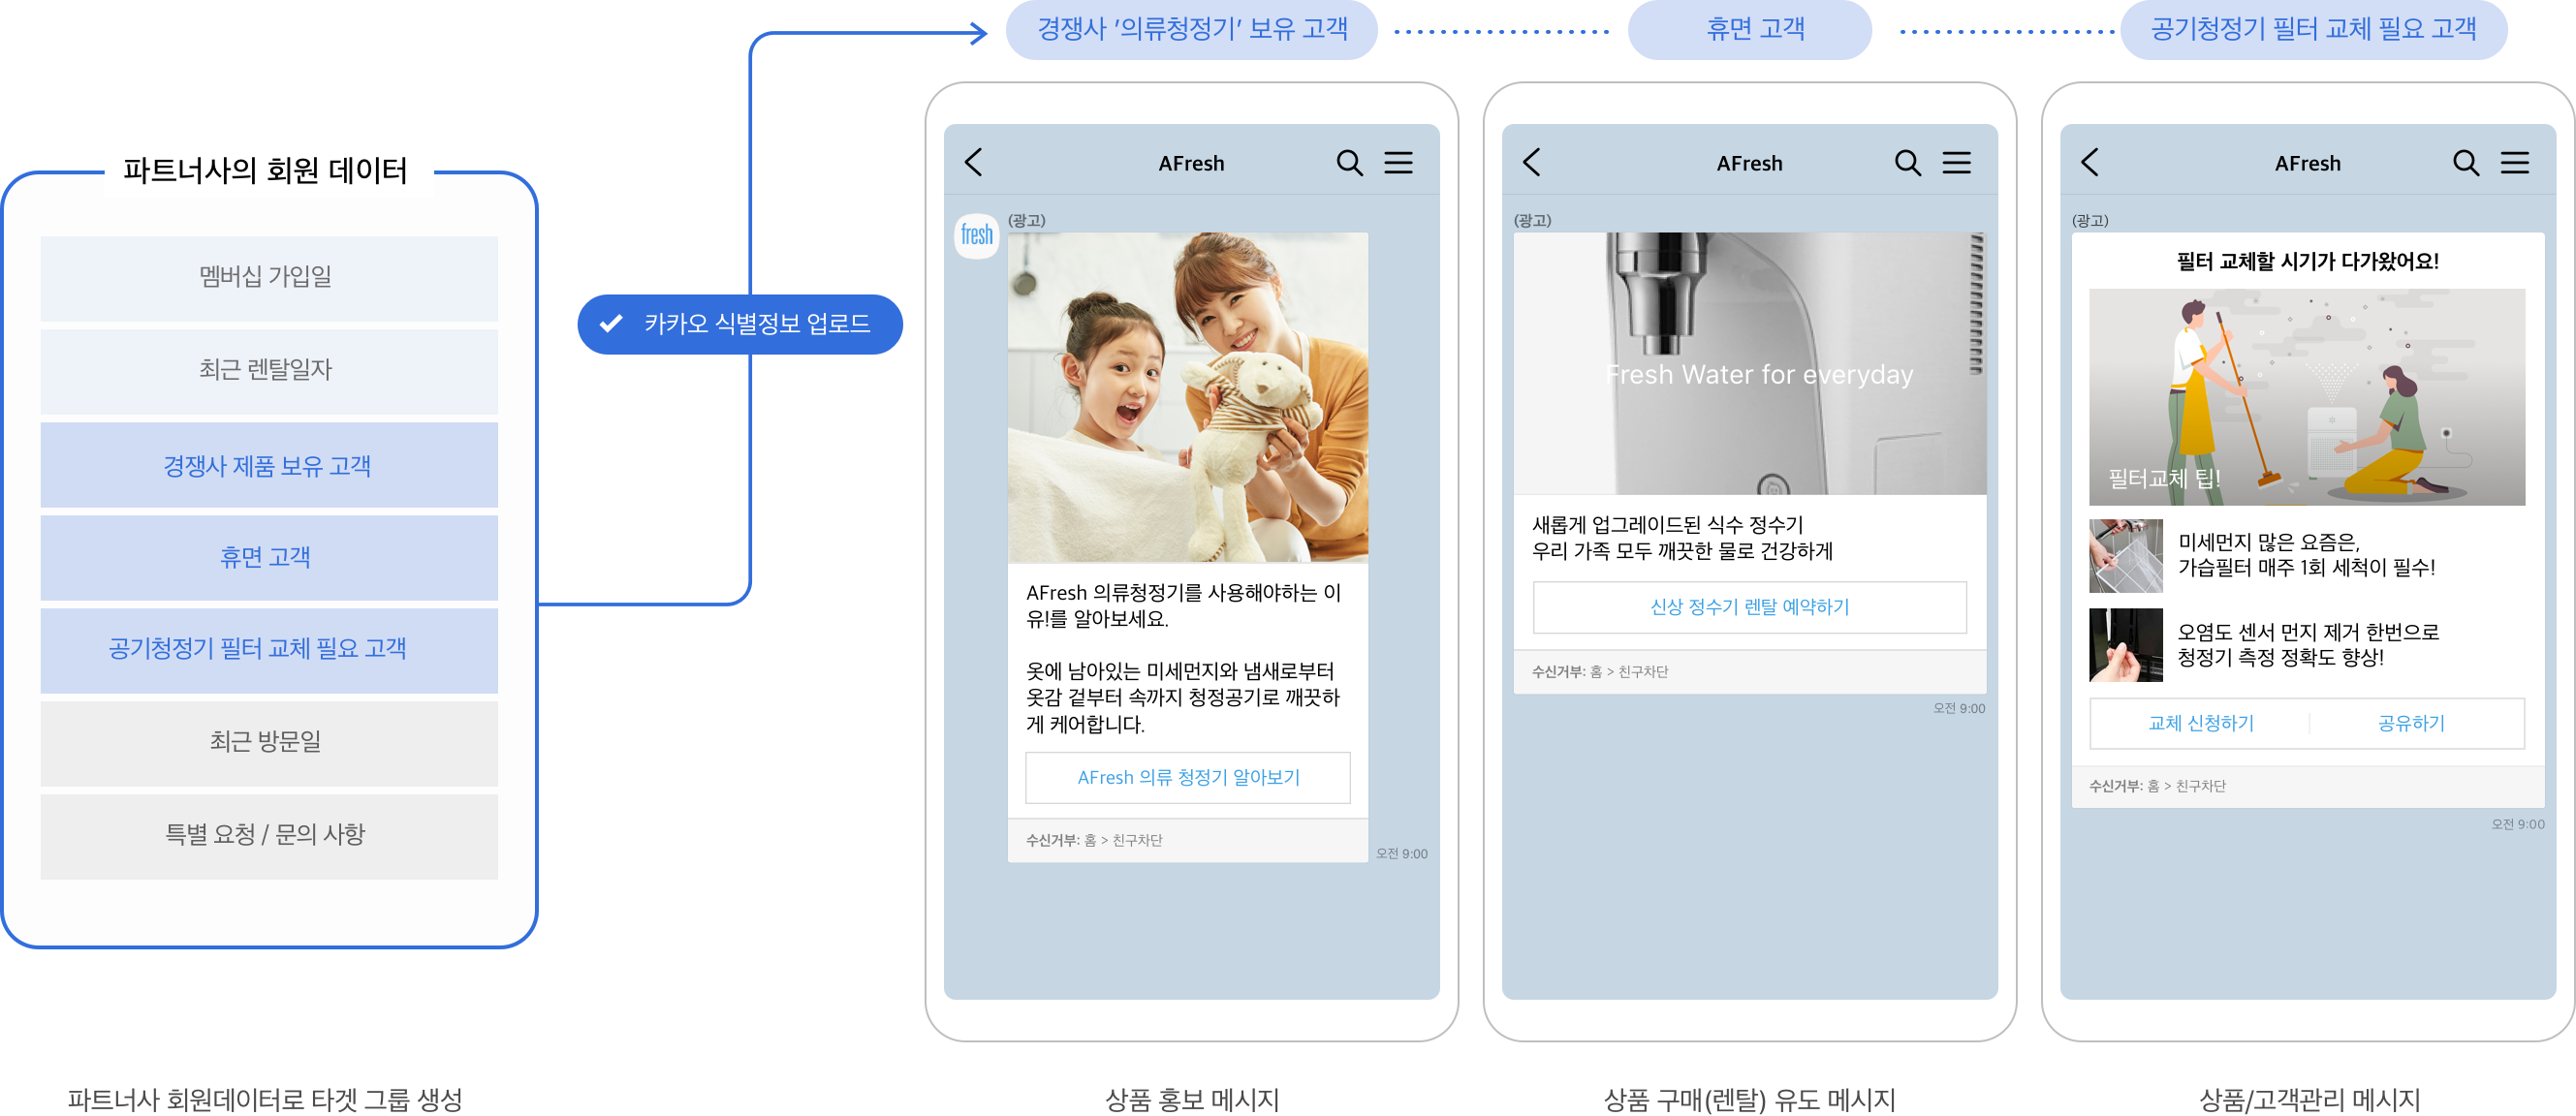 경쟁사 '의류청정기' 보유 고객
휴면 고객
공기청정기 필터 교체 필요 고객
파트너사의 회원 데이터
멤버십 가입일
최근 렌탈일자
경쟁사 제품 보유 고객
휴면 고객
공기청정기 필터 교체 필요 고객
최근 방문일
특별 요청 / 문의 사항
카카오 식별정보 업로드
AFresh
(광고)
fresh
AFresh 의류청정기를 사용해야하는 이
유!를 알아보세요.
옷에 남아있는 미세먼지와 냄새로부터
옷감 겉부터 속까지 청정공기로 깨끗하
게 케어합니다.
AFresh 의류 청정기 알아보기
수신거부: 홈 > 친구차단
오전 9:00
AFresh
(광고)
Fresh Water for everyday
새롭게 업그레이드된 식수 정수기
우리 가족 모두 깨끗한 물로 건강하게
신상 정수기 렌탈 예약하기
수신거부: 홈 > 친구차단
오전 9:00
AFresh
(광고)
필터 교체할 시기가 다가왔어요!
필터교체 팁!
미세먼지 많은 요즘은,
가습필터 매주 1회 세척이 필수!
오염도 센서 먼지 제거 한번으로
청정기 측정 정확도 향상!
교체 신청하기
공유하기
수신거부: 홈 > 친구차단
오전 9:00
파트너사 회원데이터로 타겟 그룹 생성
상품 홍보 메시지
상품 구매(렌탈) 유도 메시지
상품/고객관리 메시지